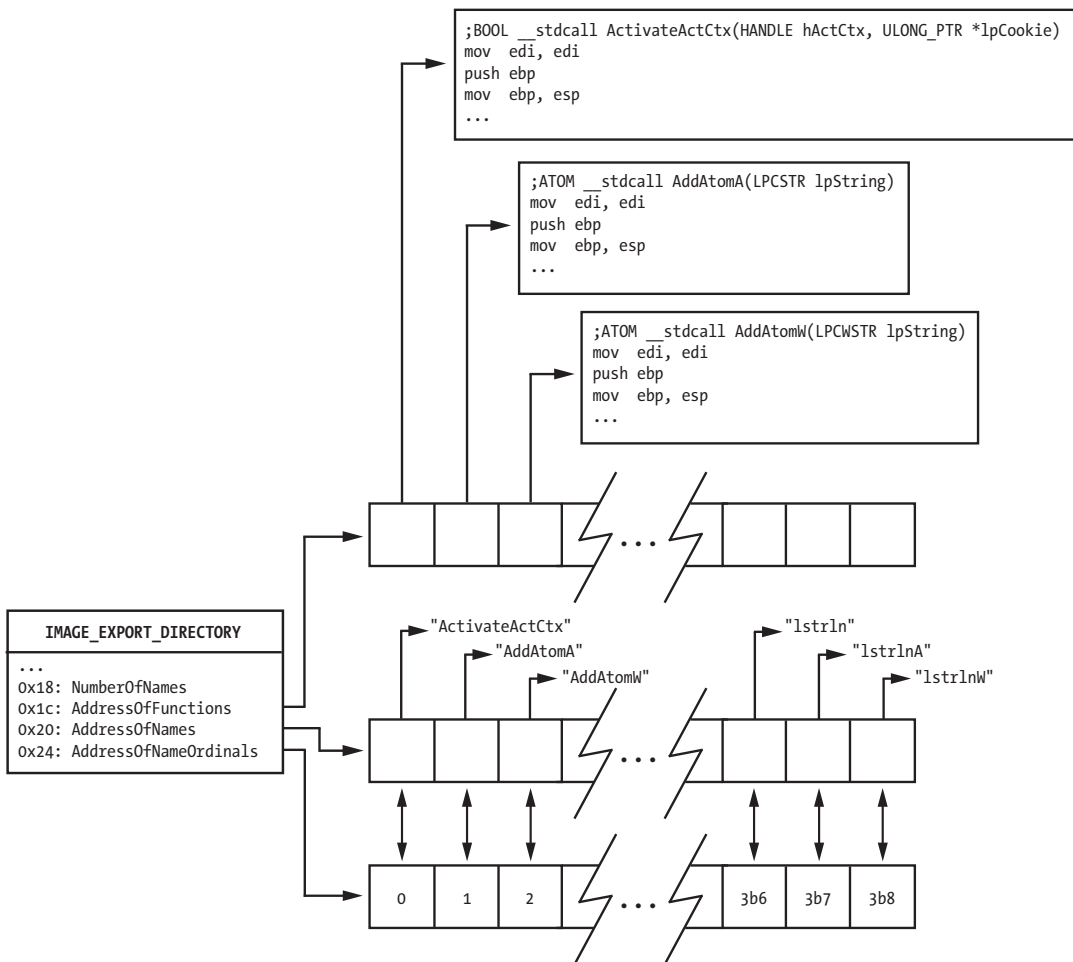 ;BOOL __stdcall ActivateActCtx(HANDLE hActCtx, ULONG_PTR *lpCookie)
mov edi, edi
push ebp
mov ebp, esp
...
;ATOM __stdcall AddAtomA(LPCSTR lpString)
mov edi, edi
push ebp
mov ebp, esp
...
;ATOM __stdcall AddAtomW(LPCWSTR lpString)
mov edi, edi
push ebp
mov ebp, esp
...
...
IMAGE_EXPORT_DIRECTORY
...
0x18: NumberOfNames
0x1c: AddressOfFunctions
0x20: AddressOfNames
0x24: AddressOfNameOrdinals
"ActivateActCtx"
"AddAtomA"
"AddAtomW"
"lstrln"
"lstrlnA"
"lstrlnW"
...
0 1 2 ... 3b6 3b7 3b8